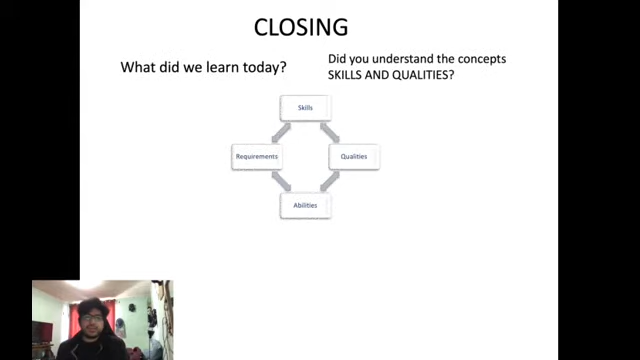 CLOSING
What did we learn today?
Did you understand the concepts
SKILLS AND QUALITIES?
Skills
Requirements
Qualities
Abilities